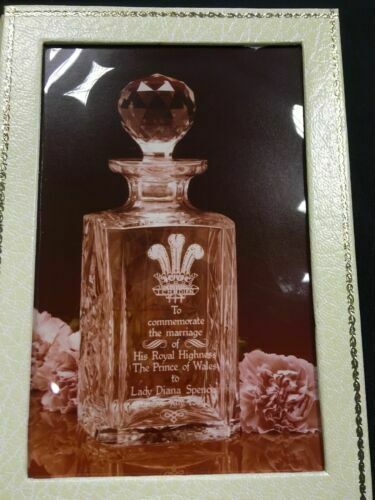 To
commemorate
the marriage
of
His Royal Highness
The Prince of Wales
to
Lady Diana Spencer